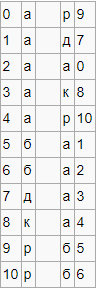 0 а р 9
1 а д 7
2 а а 0
3 а к 8
4 а р 10
5 б а 1
6 б а 2
7 д а 3
8 к а 4
9 р б 5
10 р б 6